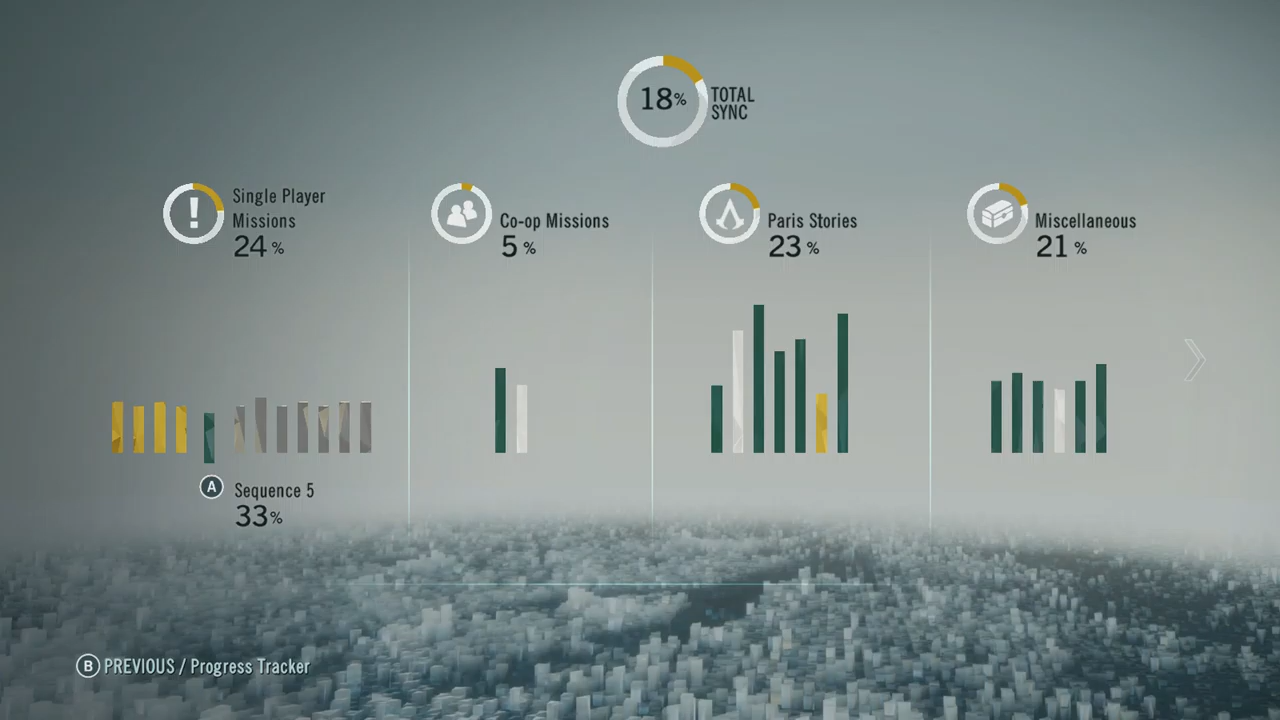 18%
TOTAL
SYNC
Single Player
Missions
24 %
Co-op Missions
5 %
Paris Stories
23 %
Miscellaneous
21 %
A
Sequence 5
33%
B PREVIOUS / Progress Tracker